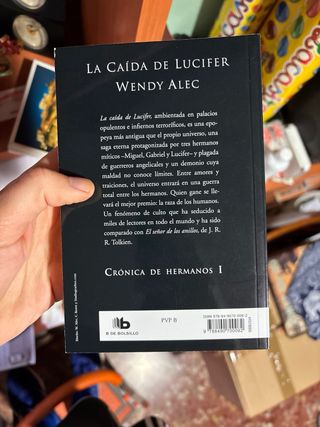 LA CAÍDA DE LUCIFER
WENDY ALEC
La caída de Lucifer, ambientada en palacios
opulentos e infiernos terroríficos, es una epo-
peya más antigua que el propio universo, una
saga eterna protagonizada por tres hermanos
míticos –Miguel, Gabriel y Lucifer– y plagada
de guerreros angelicales y un demonio cuya
maldad no conoce límites. Entre amores y
traiciones, el universo entrará en una guerra
total entre los hermanos. Quien gane se lle-
vará el mejor premio: la raza de los humanos.
Un fenómeno de culto que ha seducido a
miles de lectores en todo el mundo y ha sido
comparado con El señor de los anillos, de J. R.
R. Tolkien.
CRÓNICA DE HERMANOS I
B DE BOLSILLO
PVP B